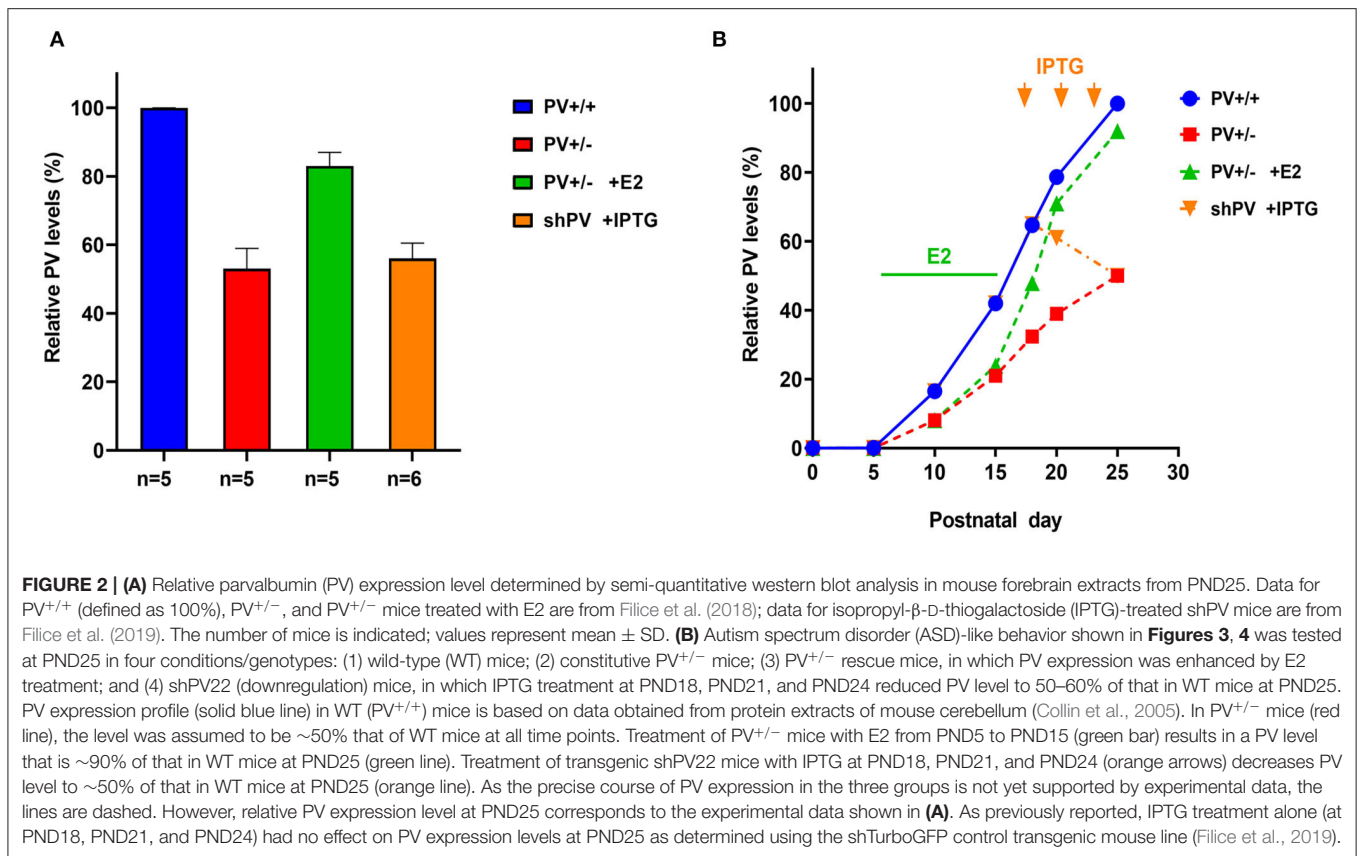 A
Relative PV levels (%)
100
80
60
40
20
0
n=5
n=5
n=5
n=6
PV+/+
PV+/-
PV+/- +E2
shPV +IPTG
B
Relative PV levels (%)
100
80
60
40
20
0
0
5
10
15
20
25
30
Postnatal day
IPTG
E2
PV+/+
PV+/-
PV+/- +E2
shPV +IPTG
FIGURE 2 | (A) Relative parvalbumin (PV) expression level determined by semi-quantitative western blot analysis in mouse forebrain extracts from PND25. Data for
PV+/+ (defined as 100%), PV+/−, and PV+/− mice treated with E2 are from Filice et al. (2018); data for isopropyl-β-D-thiogalactoside (IPTG)-treated shPV mice are from
Filice et al. (2019). The number of mice is indicated; values represent mean ± SD. (B) Autism spectrum disorder (ASD)-like behavior shown in Figures 3, 4 was tested
at PND25 in four conditions/genotypes: (1) wild-type (WT) mice; (2) constitutive PV+/− mice; (3) PV+/− rescue mice, in which PV expression was enhanced by E2
treatment; and (4) shPV22 (downregulation) mice, in which IPTG treatment at PND18, PND21, and PND24 reduced PV level to 50–60% of that in WT mice at PND25.
PV expression profile (solid blue line) in WT (PV+/+) mice is based on data obtained from protein extracts of mouse cerebellum (Collin et al., 2005). In PV+/− mice (red
line), the level was assumed to be ∼50% that of WT mice at all time points. Treatment of PV+/− mice with E2 from PND5 to PND15 (green bar) results in a PV level
that is ∼90% of that in WT mice at PND25 (green line). Treatment of transgenic shPV22 mice with IPTG at PND18, PND21, and PND24 (orange arrows) decreases PV
level to ∼50% of that in WT mice at PND25 (orange line). As the precise course of PV expression in the three groups is not yet supported by experimental data, the
lines are dashed. However, relative PV expression level at PND25 corresponds to the experimental data shown in (A). As previously reported, IPTG treatment alone (at
PND18, PND21, and PND24) had no effect on PV expression levels at PND25 as determined using the shTurboGFP control transgenic mouse line (Filice et al., 2019).